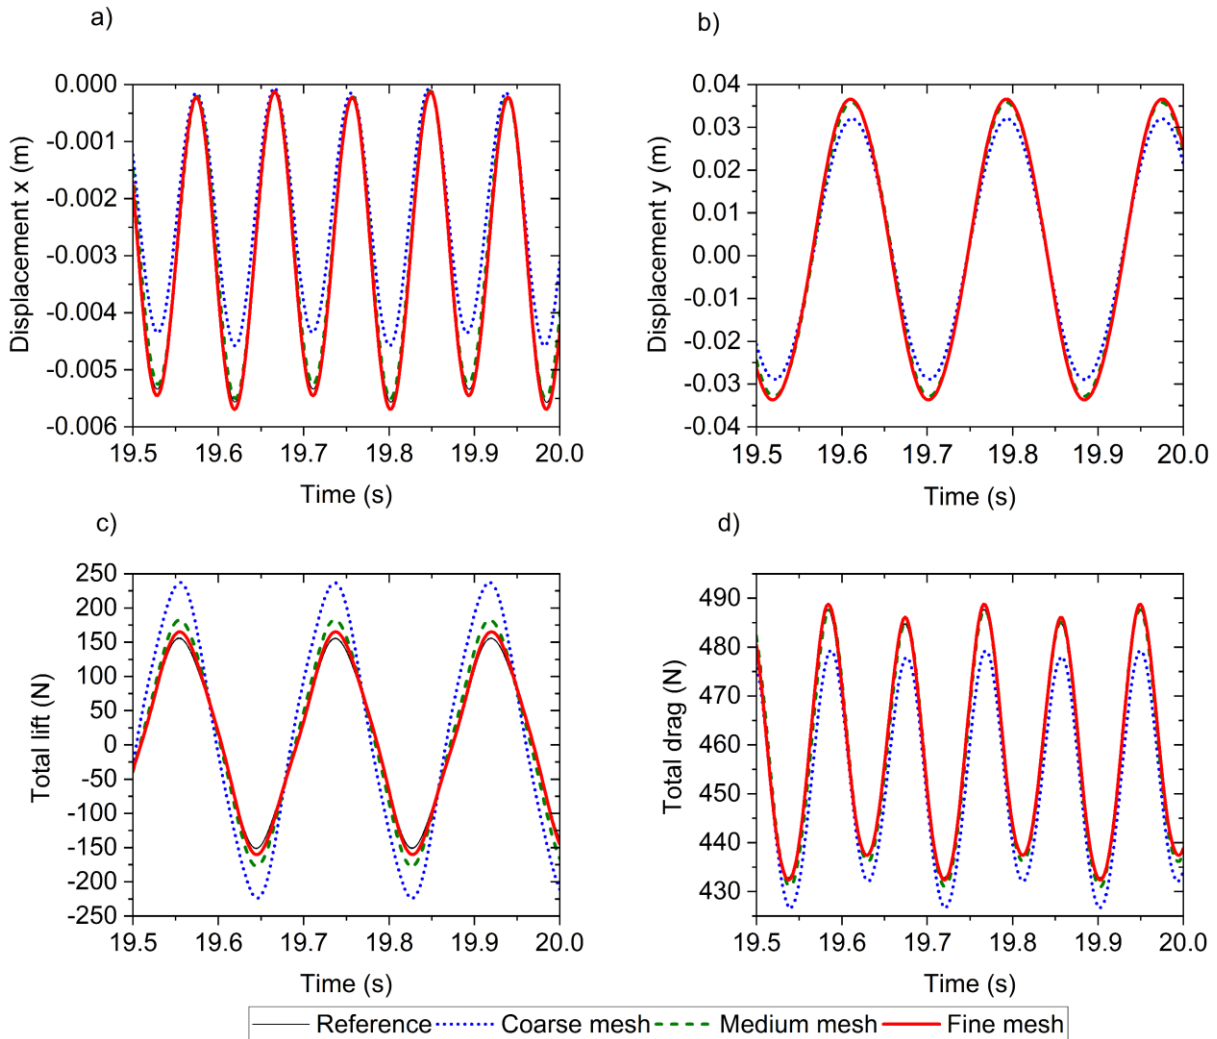 a)
0.000
-0.001
-0.002
-0.003
-0.004
-0.005
-0.006
Displacement x (m)
19.5 19.6 19.7 19.8 19.9 20.0
Time (s)
b)
0.04
0.03
0.02
0.01
0.00
-0.01
-0.02
-0.03
-0.04
Displacement y (m)
19.5 19.6 19.7 19.8 19.9 20.0
Time (s)
c)
250
200
150
100
50
0
-50
-100
-150
-200
-250
Total lift (N)
19.5 19.6 19.7 19.8 19.9 20.0
Time (s)
d)
490
480
470
460
450
440
430
Total drag (N)
19.5 19.6 19.7 19.8 19.9 20.0
Time (s)
Reference Coarse mesh Medium mesh Fine mesh